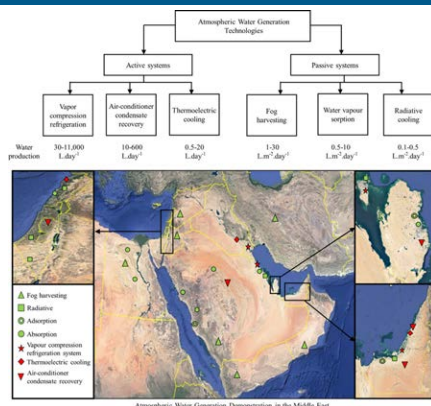 Atmospheric Water Generation
Technologies
Active systems
Passive systems
Vapor
compression
refrigeration
Air-conditioner
condensate
recovery
Thermoelectric
cooling
Fog
harvesting
Water vapour
sorption
Radiative
cooling
Water
production
30-11,000
L.day⁻¹
10-600
L.day⁻¹
0.5-20
L.day⁻¹
1-30
L.m⁻².day⁻¹
0.5-10
L.m⁻².day⁻¹
0.1-0.5
L.m⁻².day⁻¹
Fog harvesting
Radiative
Adsorption
Absorption
Vapour compression
refrigeration system
Thermoelectric cooling
Air-conditioner
condensate recovery
Atmospheric Water Generation Demonstration in the Middle East